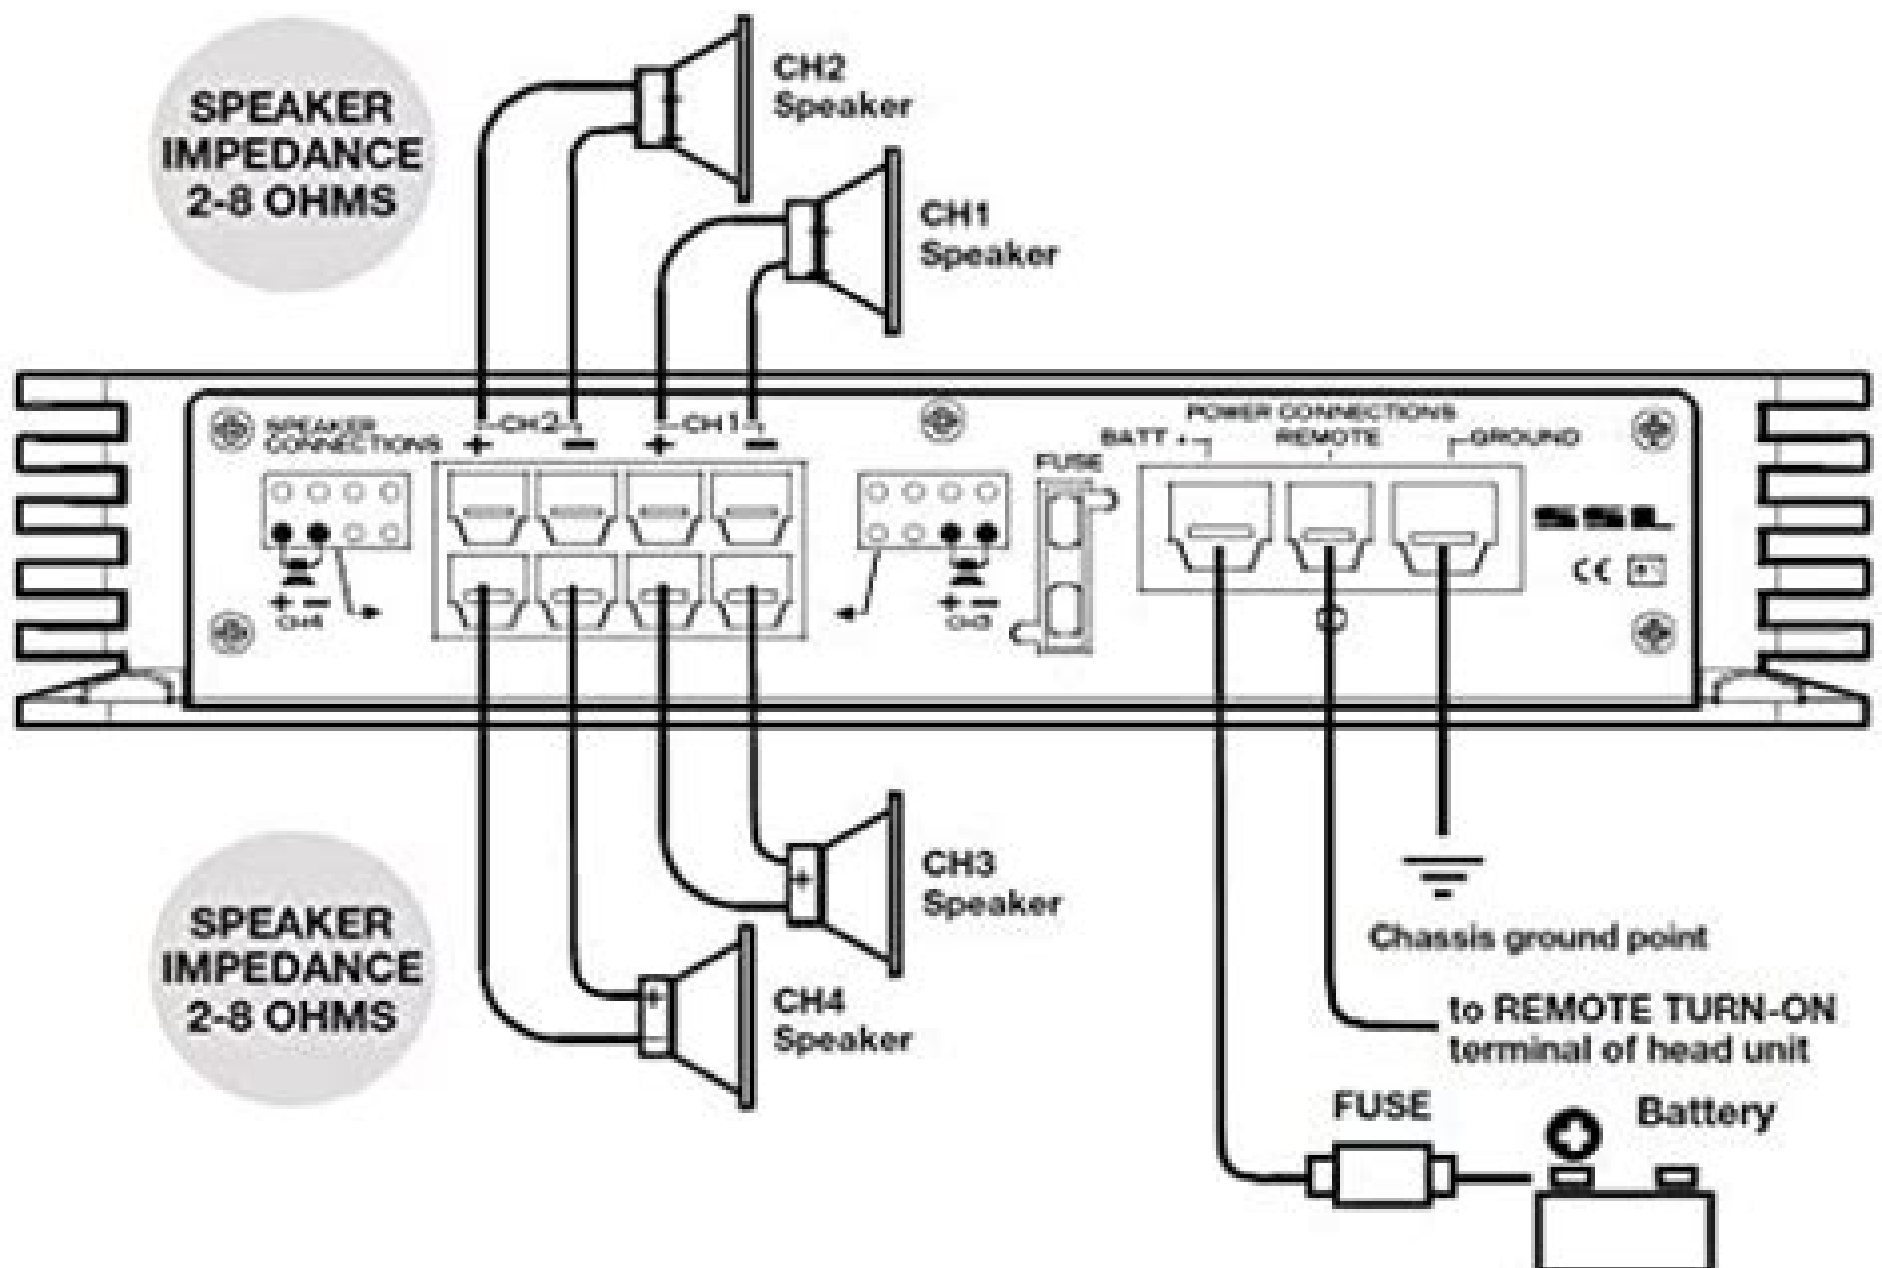 SPEAKER
IMPEDANCE
2-8 OHMS
CH2
Speaker
CH1
Speaker
SPEAKER
CONNECTIONS
+ CH2 -
+ CH1 -
POWER CONNECTIONS
BATT +
REMOTE
GROUND
FUSE
SSL
CE
+ -
CH4
+ -
CH3
SPEAKER
IMPEDANCE
2-8 OHMS
CH3
Speaker
CH4
Speaker
Chassis ground point
to REMOTE TURN-ON
terminal of head unit
FUSE
Battery